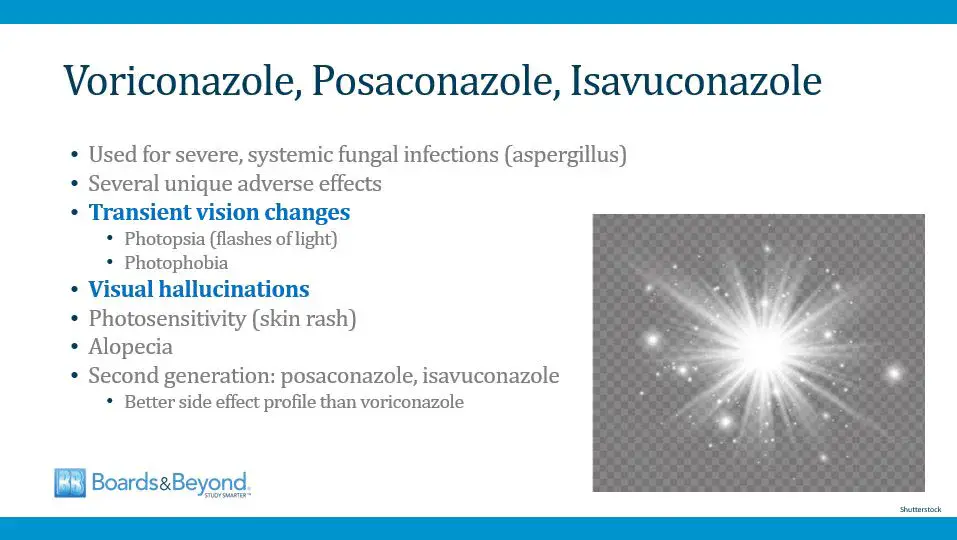 Voriconazole, Posaconazole, Isavuconazole
• Used for severe, systemic fungal infections (aspergillus)
• Several unique adverse effects
• Transient vision changes
• Photopsia (flashes of light)
• Photophobia
• Visual hallucinations
• Photosensitivity (skin rash)
• Alopecia
• Second generation: posaconazole, isavuconazole
• Better side effect profile than voriconazole
BB Boards&Beyond
STUDY SMARTER™
Shutterstock